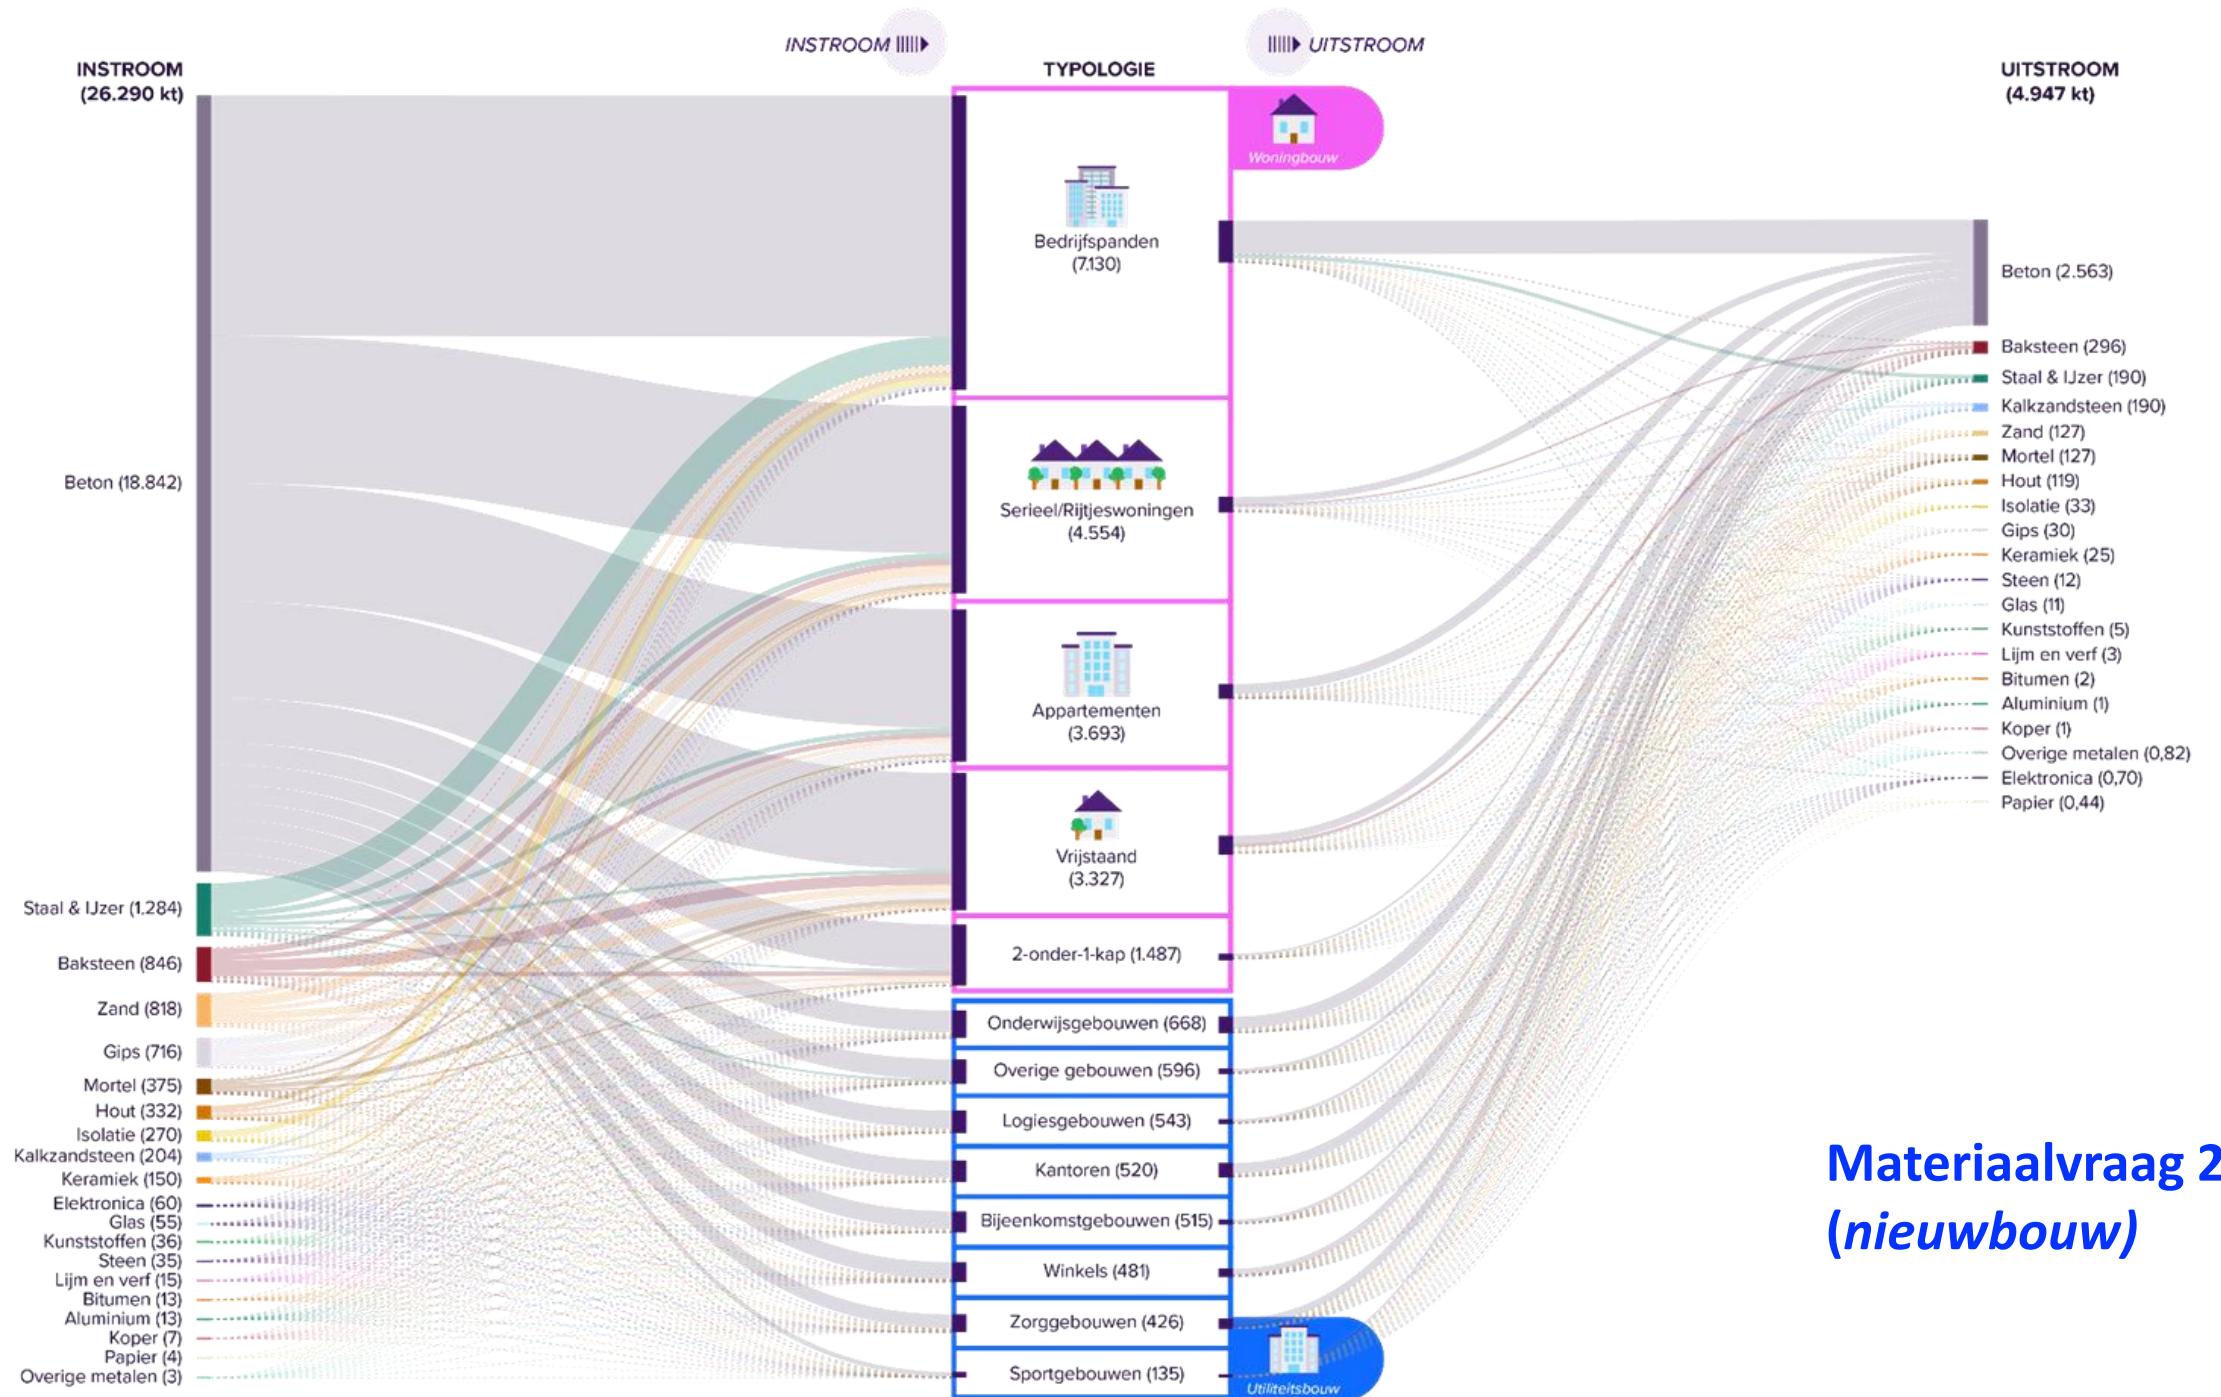 INSTROOM
UITSTROOM
INSTROOM
(26.290 kt)
TYPOLOGIE
UITSTROOM
(4.947 kt)
Beton (18.842)
Staal & IJzer (1.284)
Baksteen (846)
Zand (818)
Gips (716)
Mortel (375)
Hout (332)
Isolatie (270)
Kalkzandsteen (204)
Keramiek (150)
Elektronica (60)
Glas (55)
Kunststoffen (36)
Steen (35)
Lijm en verf (15)
Bitumen (13)
Aluminium (13)
Koper (7)
Papier (4)
Overige metalen (3)
Woningbouw
Bedrijfspanden
(7.130)
Serieel/Rijtjeswoningen
(4.554)
Appartementen
(3.693)
Vrijstaand
(3.327)
2-onder-1-kap (1.487)
Onderwijsgebouwen (668)
Overige gebouwen (596)
Logiesgebouwen (543)
Kantoren (520)
Bijeenkomstgebouwen (515)
Winkels (481)
Zorggebouwen (426)
Sportgebouwen (135)
Utiliteitsbouw
Beton (2.563)
Baksteen (296)
Staal & IJzer (190)
Kalkzandsteen (190)
Zand (127)
Mortel (127)
Hout (119)
Isolatie (33)
Gips (30)
Keramiek (25)
Steen (12)
Glas (11)
Kunststoffen (5)
Lijm en verf (3)
Bitumen (2)
Aluminium (1)
Koper (1)
Overige metalen (0,82)
Elektronica (0,70)
Papier (0,44)
Materiaalvraag 2
(nieuwbouw)